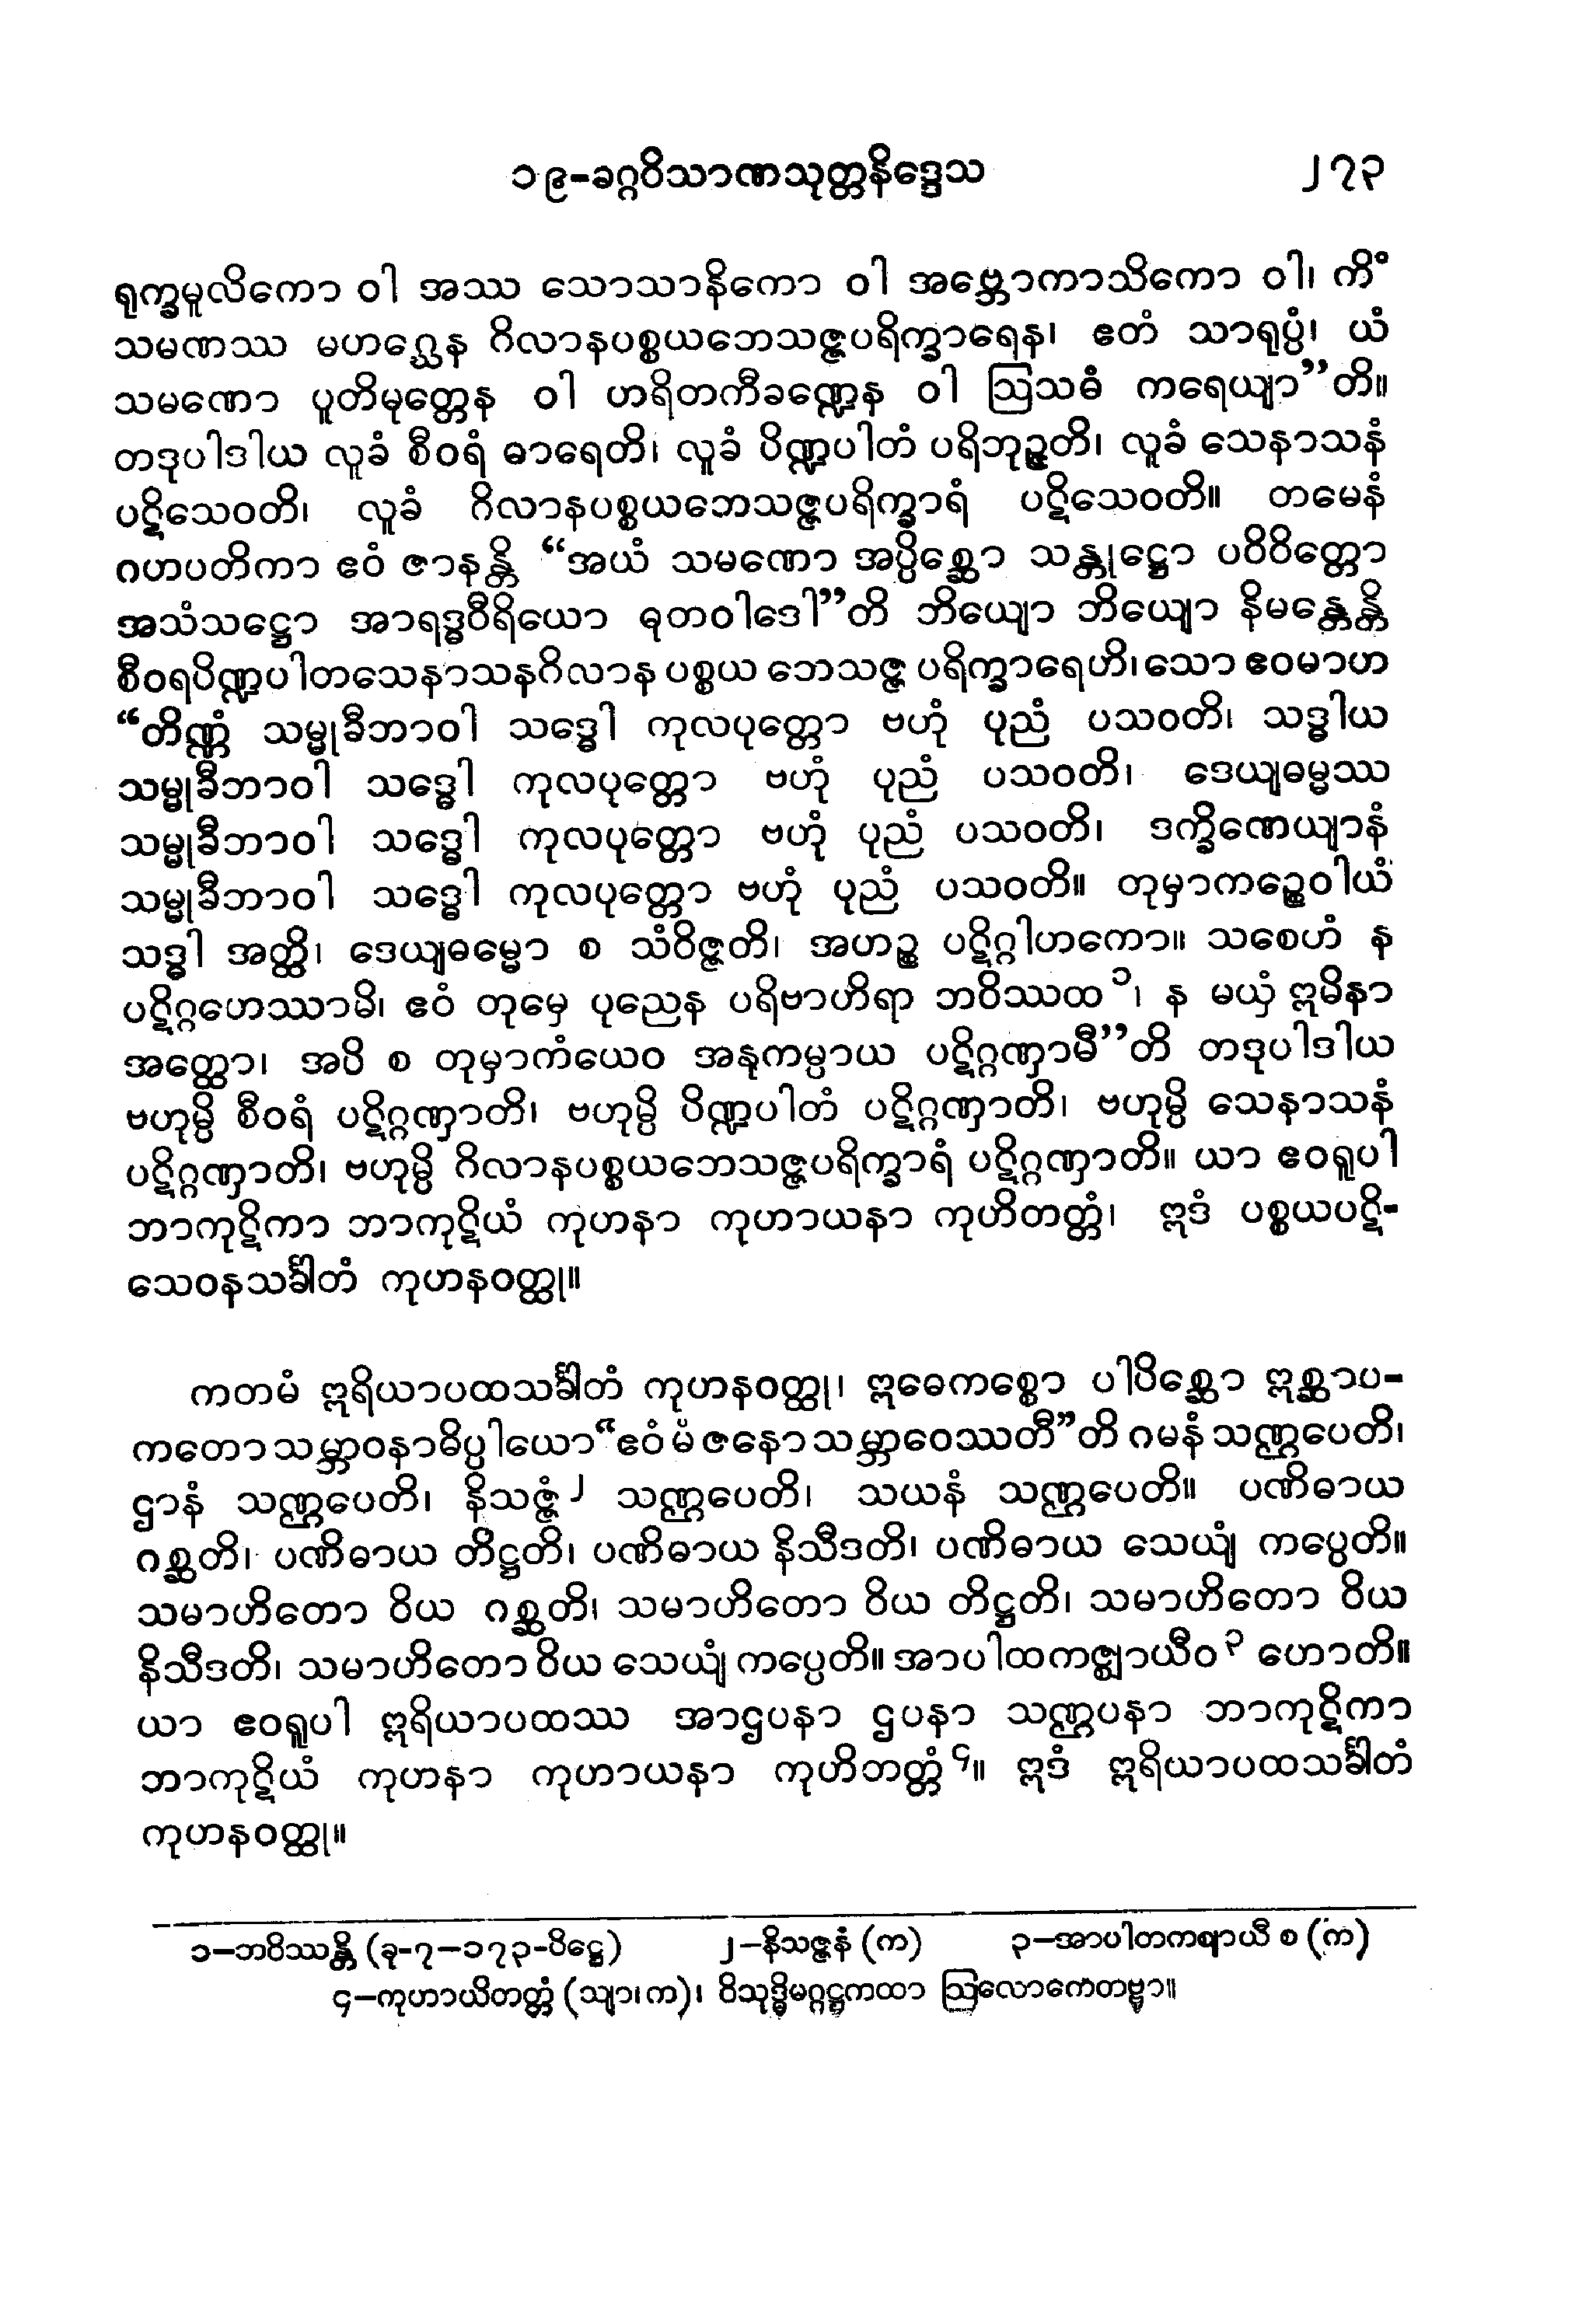 ၁၉-ခဂ္ဂဝိသာဏသုတ္တနိဒ္ဒေသ ၂၇၃
ရုက္ခမူလိကော ဝါ အဿ သောသာနိကော ဝါ အဗ္ဘောကာသိကော ဝါ၊ ကိံ
သမဏဿ မဟဂ္ဃေန ဂိလာနပစ္စယဘေသဇ္ဇပရိက္ခာရေန၊ ဧတံ သာရုပ္ပံ၊ ယံ
သမဏော ပူတိမုတ္တေန ဝါ ဟရိတကီခဏ္ဍေန ဝါ ဩသဓံ ကရေယျာ”တိ။
တဒုပါဒါယ လူခံ စီဝရံ ဓာရေတိ၊ လူခံ ပိဏ္ဍပါတံ ပရိဘုဉ္ဇတိ၊ လူခံ သေနာသနံ
ပဋိသေဝတိ၊ လူခံ ဂိလာနပစ္စယဘေသဇ္ဇပရိက္ခာရံ ပဋိသေဝတိ။ တမေနံ
ဂဟပတိကာ ဧဝံ ဇာနန္တိ “အယံ သမဏော အပ္ပိစ္ဆော သန္တုဋ္ဌော ပဝိဝိတ္တော
အသံသဋ္ဌော အာရဒ္ဓဝီရိယော ဓုတဝါဒေါ”တိ ဘိယျော ဘိယျော နိမန္တေန္တိ
စီဝရပိဏ္ဍပါတသေနာသနဂိလာန ပစ္စယ ဘေသဇ္ဇ ပရိက္ခာရေဟိ၊ သော ဧဝမာဟ
“တိဏ္ဏံ သမ္မုခီဘာဝါ သဒ္ဓေါ ကုလပုတ္တော ဗဟုံ ပုညံ ပသဝတိ၊ သဒ္ဓါယ
သမ္မုခီဘာဝါ သဒ္ဓေါ ကုလပုတ္တော ဗဟုံ ပုညံ ပသဝတိ၊ ဒေယျဓမ္မဿ
သမ္မုခီဘာဝါ သဒ္ဓေါ ကုလပုတ္တော ဗဟုံ ပုညံ ပသဝတိ၊ ဒက္ခိဏေယျာနံ
သမ္မုခီဘာဝါ သဒ္ဓေါ ကုလပုတ္တော ဗဟုံ ပုညံ ပသဝတိ။ တုမှာကဉ္စေဝါယံ
သဒ္ဓါ အတ္ထိ၊ ဒေယျဓမ္မော စ သံဝိဇ္ဇတိ၊ အဟဉ္စ ပဋိဂ္ဂါဟကော။ သစေဟံ န
ပဋိဂ္ဂဟေဿာမိ၊ ဧဝံ တုမှေ ပုညေန ပရိဗာဟိရာ ဘဝိဿထ ၁၊ န မယှံ ဣမိနာ
အတ္ထော၊ အပိ စ တုမှာကံယေဝ အနုကမ္ပာယ ပဋိဂ္ဂဏှာမီ”တိ တဒုပါဒါယ
ဗဟုမ္ပိ စီဝရံ ပဋိဂ္ဂဏှာတိ၊ ဗဟုမ္ပိ ပိဏ္ဍပါတံ ပဋိဂ္ဂဏှာတိ၊ ဗဟုမ္ပိ သေနာသနံ
ပဋိဂ္ဂဏှာတိ၊ ဗဟုမ္ပိ ဂိလာနပစ္စယဘေသဇ္ဇပရိက္ခာရံ ပဋိဂ္ဂဏှာတိ။ ယာ ဧဝရူပါ
ဘာကုဋိကာ ဘာကုဋိယံ ကုဟနာ ကုဟာယနာ ကုဟိတတ္တံ၊ ဣဒံ ပစ္စယပဋိ-
သေဝနသင်္ခါတံ ကုဟနဝတ္ထု။
ကတမံ ဣရိယာပထသင်္ခါတံ ကုဟနဝတ္ထု၊ ဣဓေကစ္စော ပါပိစ္ဆော ဣစ္ဆာပ-
ကတော သမ္ဘာဝနာဓိပ္ပါယော “ဧဝံ မံ ဇနော သမ္ဘာဝေဿတီ”တိ ဂမနံ သဏ္ဌပေတိ၊
ဌာနံ သဏ္ဌပေတိ၊ နိသဇ္ဇံ ၂ သဏ္ဌပေတိ၊ သယနံ သဏ္ဌပေတိ။ ပဏိဓာယ
ဂစ္ဆတိ၊ ပဏိဓာယ တိဋ္ဌတိ၊ ပဏိဓာယ နိသီဒတိ၊ ပဏိဓာယ သေယျံ ကပ္ပေတိ။
သမာဟိတော ဝိယ ဂစ္ဆတိ၊ သမာဟိတော ဝိယ တိဋ္ဌတိ၊ သမာဟိတော ဝိယ
နိသီဒတိ၊ သမာဟိတော ဝိယ သေယျံ ကပ္ပေတိ။ အာပါထကဇ္ဈာယီဝ ၃ ဟောတိ။
ယာ ဧဝရူပါ ဣရိယာပထဿ အာဌပနာ ဌပနာ သဏ္ဌပနာ ဘာကုဋိကာ
ဘာကုဋိယံ ကုဟနာ ကုဟာယနာ ကုဟိတတ္တံ ၄။ ဣဒံ ဣရိယာပထသင်္ခါတံ
ကုဟနဝတ္ထု။
၁–ဘဝိဿန္တိ (ခု-၇–၁၇၃-ပိဋ္ဌေ) ၂–နိသဇ္ဇနံ (က) ၃–အာပါတကဈာယီ စ (က)
၄–ကုဟာယိတတ္တံ (သျာ၊ က)၊ ဝိသုဒ္ဓိမဂ္ဂဋ္ဌကထာ ဩလောကေတဗ္ဗာ။